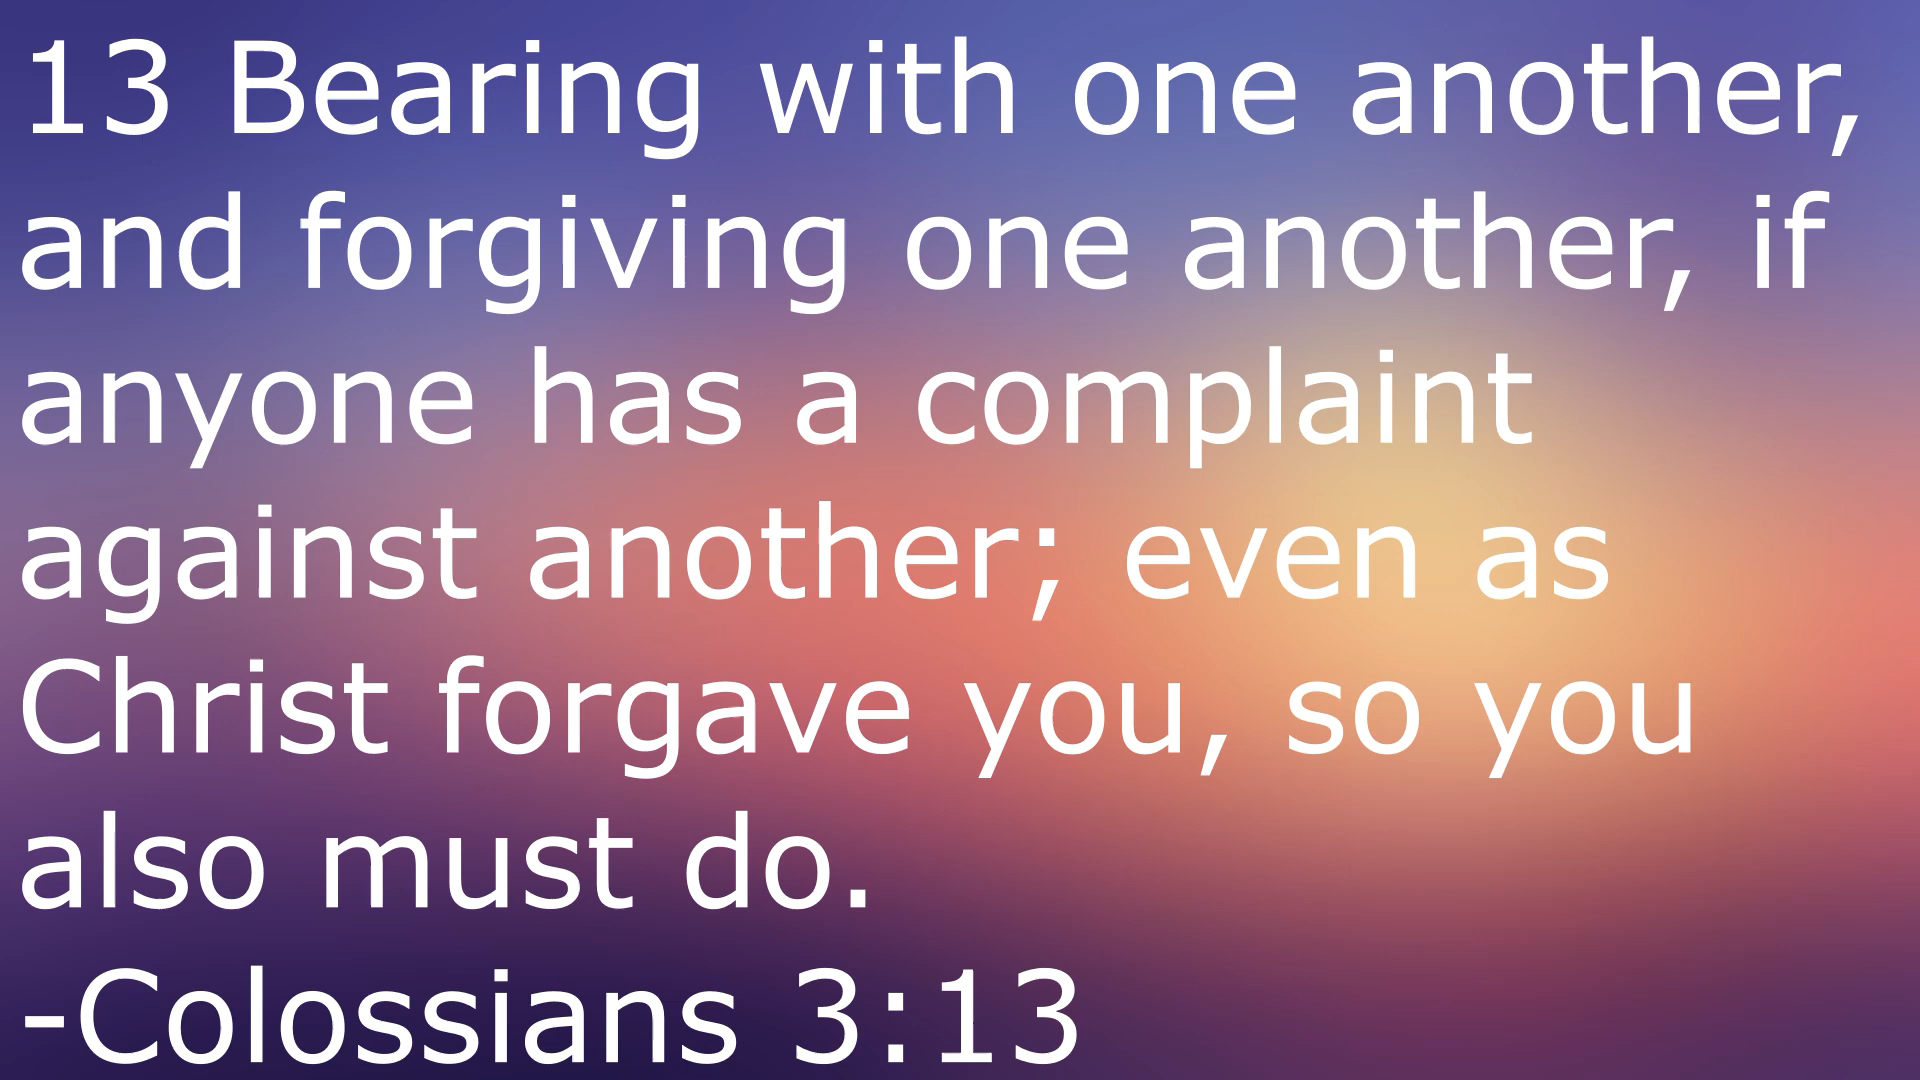 13 Bearing with one another,
and forgiving one another, if
anyone has a complaint
against another; even as
Christ forgave you, so you
also must do.
-Colossians 3:13